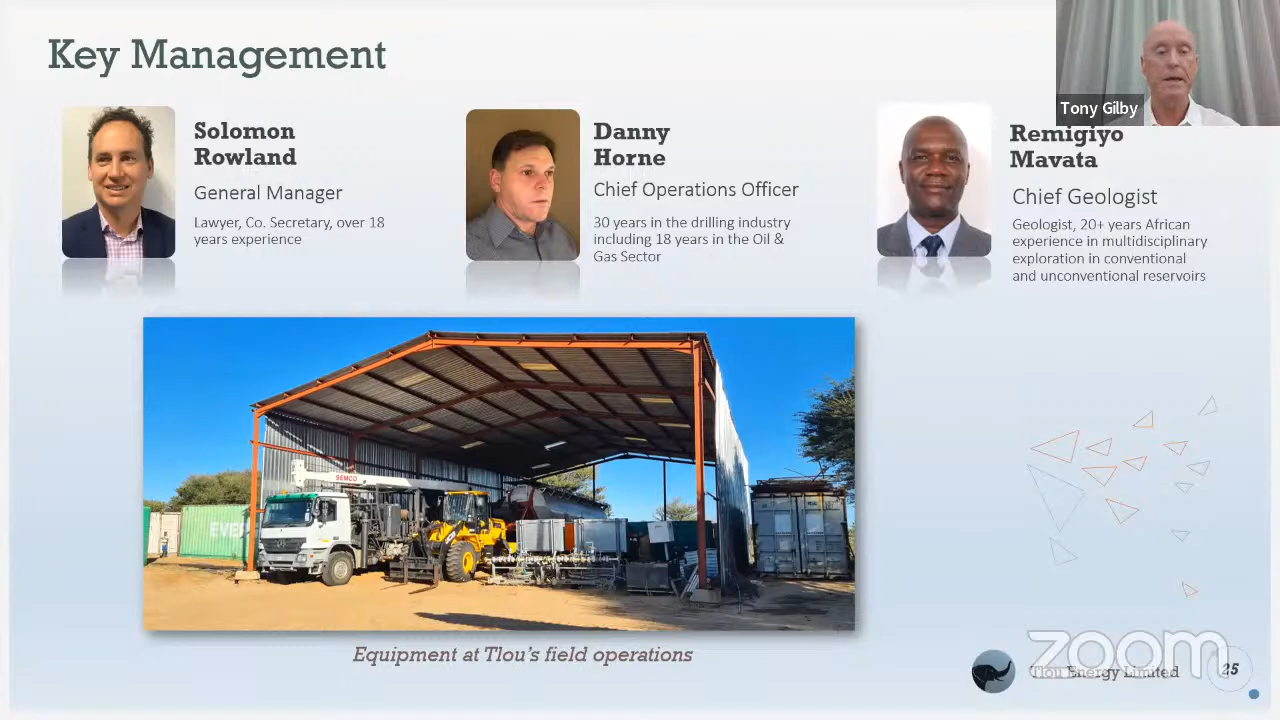 Key Management
Tony Gilby
Solomon
Rowland
General Manager
Lawyer, Co. Secretary, over 18
years experience
Danny
Horne
Chief Operations Officer
30 years in the drilling industry
including 18 years in the Oil &
Gas Sector
Remigiyo
Mavata
Chief Geologist
Geologist, 20+ years African
experience in multidisciplinary
exploration in conventional
and unconventional reservoirs
SEMCO
EVER
Equipment at Tlou's field operations
Tlou Energy Limited
zoom
25